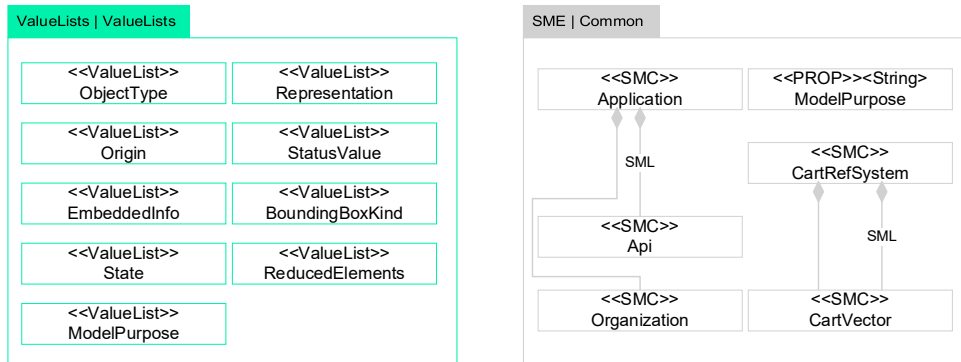 ValueLists | ValueLists
<<ValueList>>
ObjectType
<<ValueList>>
Representation
<<ValueList>>
Origin
<<ValueList>>
StatusValue
<<ValueList>>
EmbeddedInfo
<<ValueList>>
BoundingBoxKind
<<ValueList>>
State
<<ValueList>>
ReducedElements
<<ValueList>>
ModelPurpose
SME | Common
<<SMC>>
Application
<<PROP>><String>
ModelPurpose
SML
<<SMC>>
CartRefSystem
<<SMC>>
Api
SML
<<SMC>>
Organization
<<SMC>>
CartVector